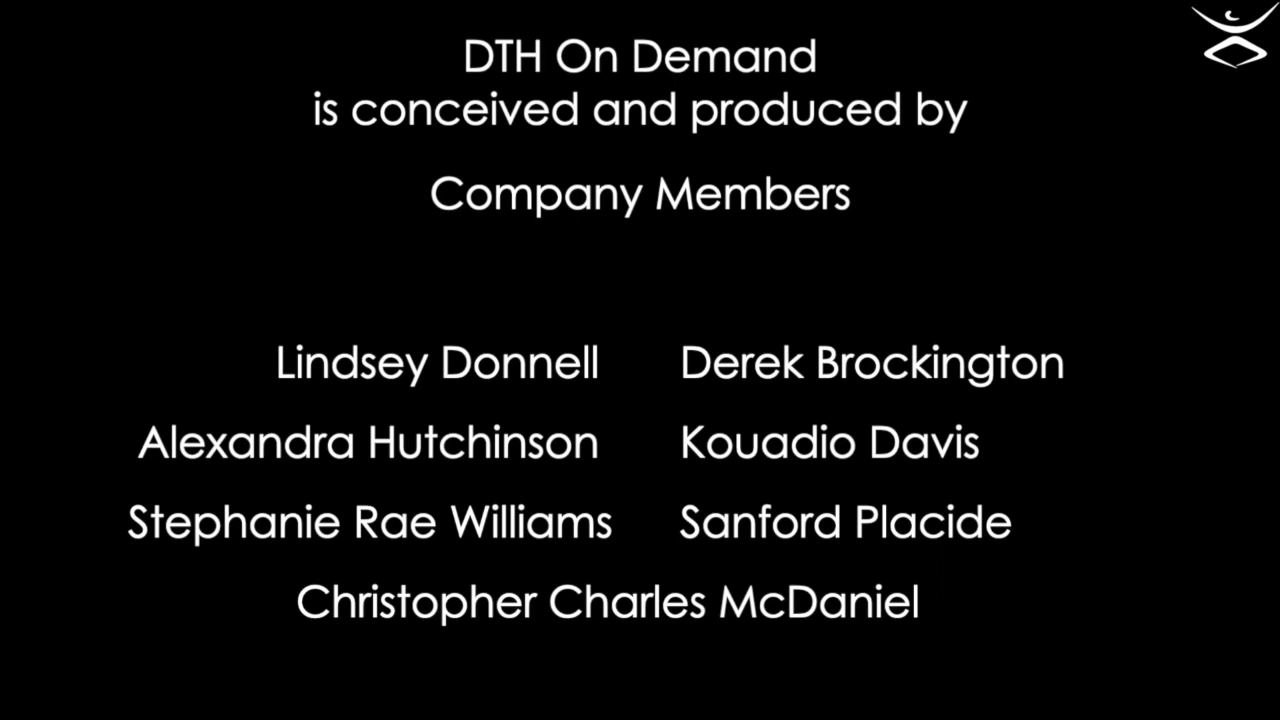 DTH On Demand
is conceived and produced by
Company Members
Lindsey Donnell Derek Brockington
Alexandra Hutchinson Kouadio Davis
Stephanie Rae Williams Sanford Placide
Christopher Charles McDaniel